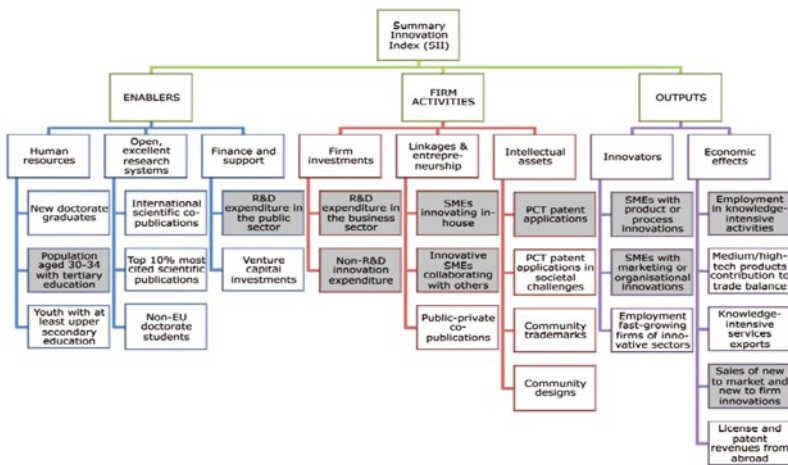 Summary
Innovation
Index (SII)
ENABLERS
FIRM
ACTIVITIES
OUTPUTS
Human
resources
Open,
excellent
research
systems
Finance and
support
Firm
investments
Linkages &
entrepre-
neurship
Intellectual
assets
Innovators
Economic
effects
New doctorate
graduates
Population
aged 30-34
with tertiary
education
Youth with at
least upper
secondary
education
International
scientific co-
publications
Top 10% most
cited scientific
publications
Non-EU
doctorate
students
R&D
expenditure in
the public
sector
Venture
capital
investments
R&D
expenditure in
the business
sector
Non-R&D
innovation
expenditure
SMEs
innovating in-
house
Innovative
SMEs
collaborating
with others
Public-private
co-
publications
PCT patent
applications
PCT patent
applications in
societal
challenges
Community
trademarks
Community
designs
SMEs with
product or
process
innovations
SMEs with
marketing or
organisational
innovations
Employment
fast-growing
firms of inno-
vative sectors
Employment
in knowledge-
intensive
activities
Medium/high-
tech products
contribution to
trade balance
Knowledge-
intensive
services
exports
Sales of new
to market and
new to firm
innovations
License and
patent
revenues from
abroad